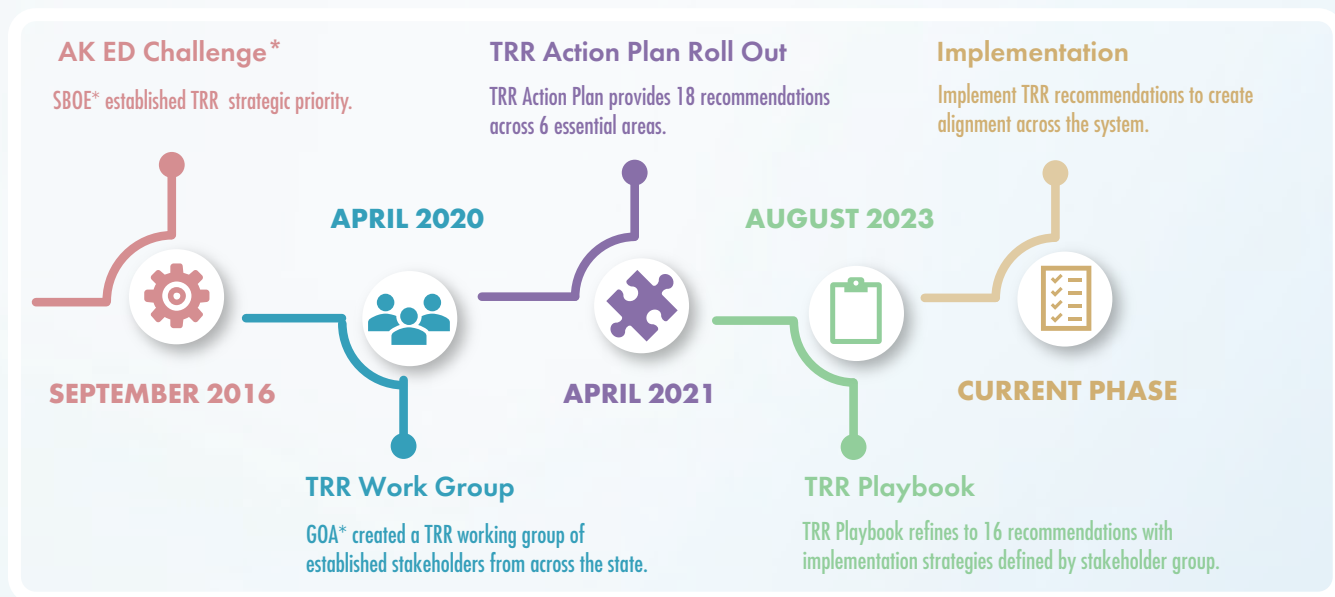 AK ED Challenge*
SBOE* established TRR strategic priority.
SEPTEMBER 2016
APRIL 2020
TRR Work Group
GOA* created a TRR working group of
established stakeholders from across the state.
TRR Action Plan Roll Out
TRR Action Plan provides 18 recommendations
across 6 essential areas.
APRIL 2021
AUGUST 2023
TRR Playbook
TRR Playbook refines to 16 recommendations with
implementation strategies defined by stakeholder group.
Implementation
Implement TRR recommendations to create
alignment across the system.
CURRENT PHASE